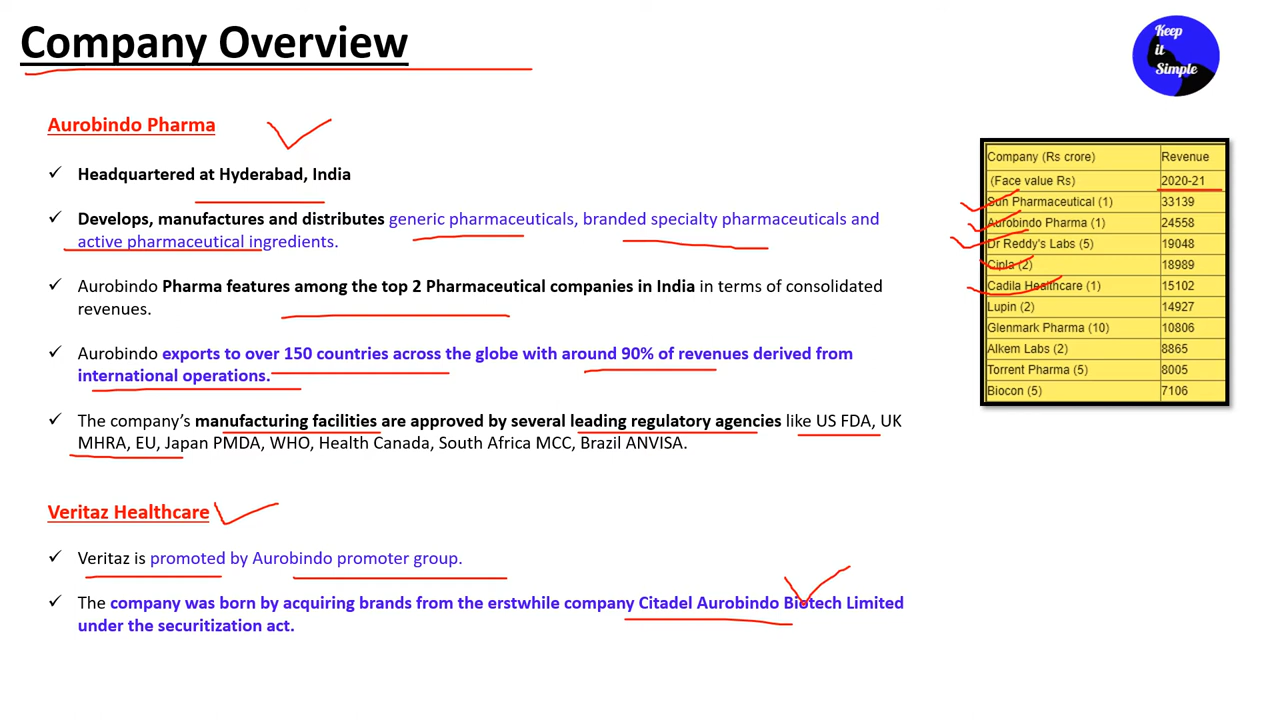 Company Overview
Keep
it
Simple
Aurobindo Pharma
Headquartered at Hyderabad, India
Develops, manufactures and distributes generic pharmaceuticals, branded specialty pharmaceuticals and
active pharmaceutical ingredients.
Aurobindo Pharma features among the top 2 Pharmaceutical companies in India in terms of consolidated
revenues.
Aurobindo exports to over 150 countries across the globe with around 90% of revenues derived from
international operations.
The company's manufacturing facilities are approved by several leading regulatory agencies like US FDA, UK
MHRA, EU, Japan PMDA, WHO, Health Canada, South Africa MCC, Brazil ANVISA.
Veritaz Healthcare
Veritaz is promoted by Aurobindo promoter group.
The company was born by acquiring brands from the erstwhile company Citadel Aurobindo Biotech Limited
under the securitization act.
Company (Rs crore) Revenue
(Face value Rs) 2020-21
Sun Pharmaceutical (1) 33139
Aurobindo Pharma (1) 24558
Dr Reddy's Labs (5) 19048
Cipla (2) 18989
Cadila Healthcare (1) 15102
Lupin (2) 14927
Glenmark Pharma (10) 10806
Alkem Labs (2) 8865
Torrent Pharma (5) 8005
Biocon (5) 7106